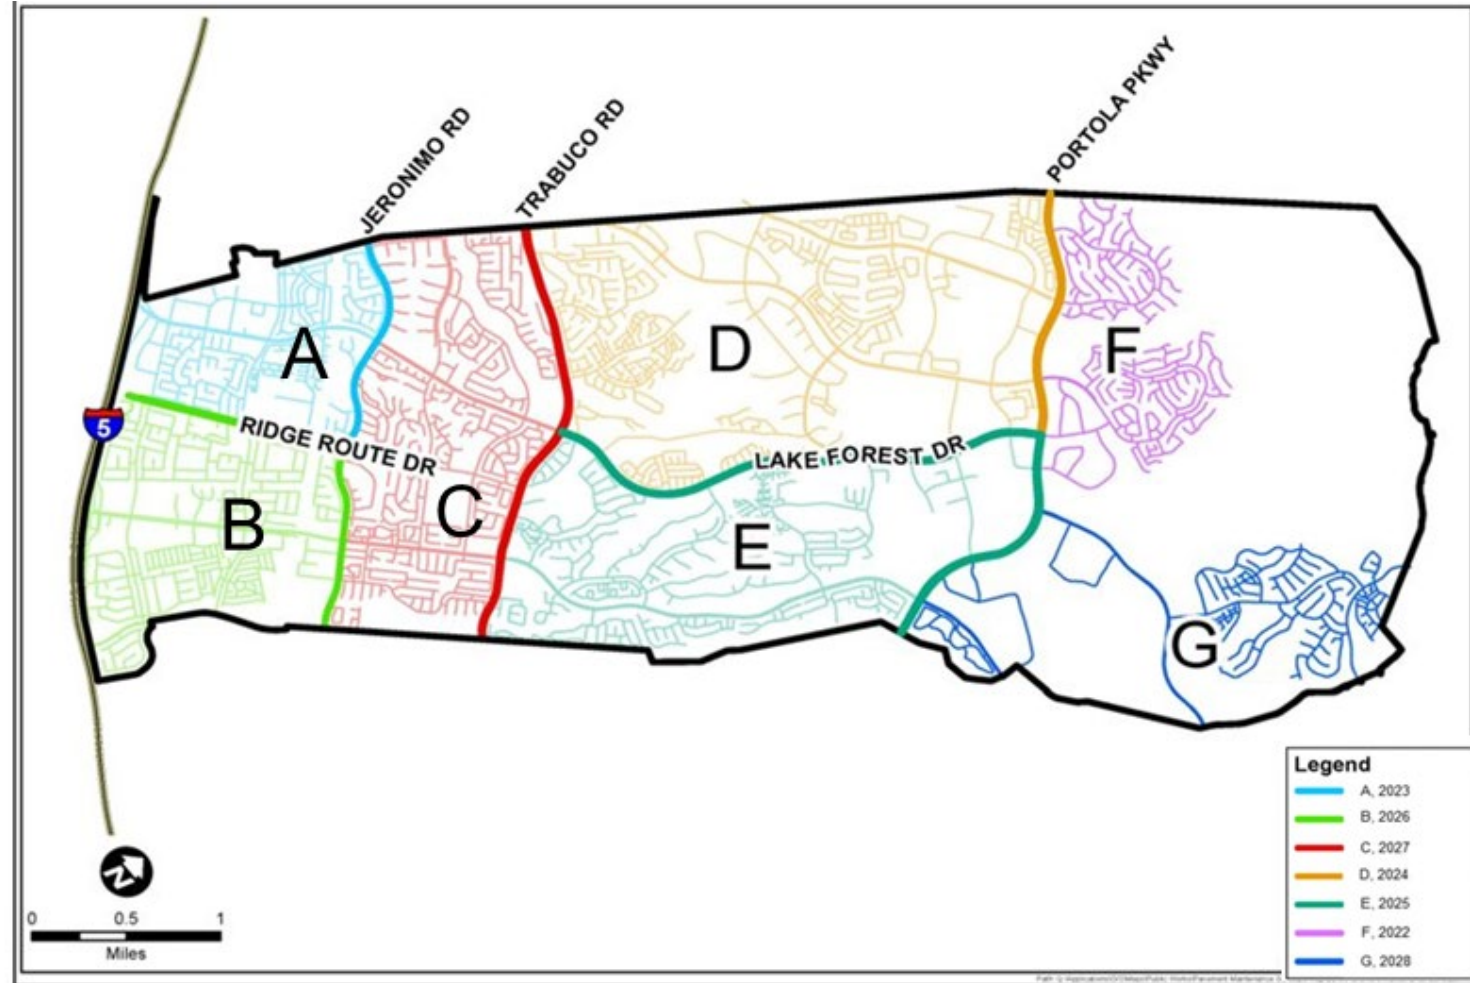 JERONIMO RD
TRABUCO RD
PORTOLA PKWY
A
D
F
5
RIDGE ROUTE DR
LAKE FOREST DR
B
C
E
G
N
0 0.5 1
Miles
Legend
A, 2023
B, 2026
C, 2027
D, 2024
E, 2025
F, 2022
G, 2028